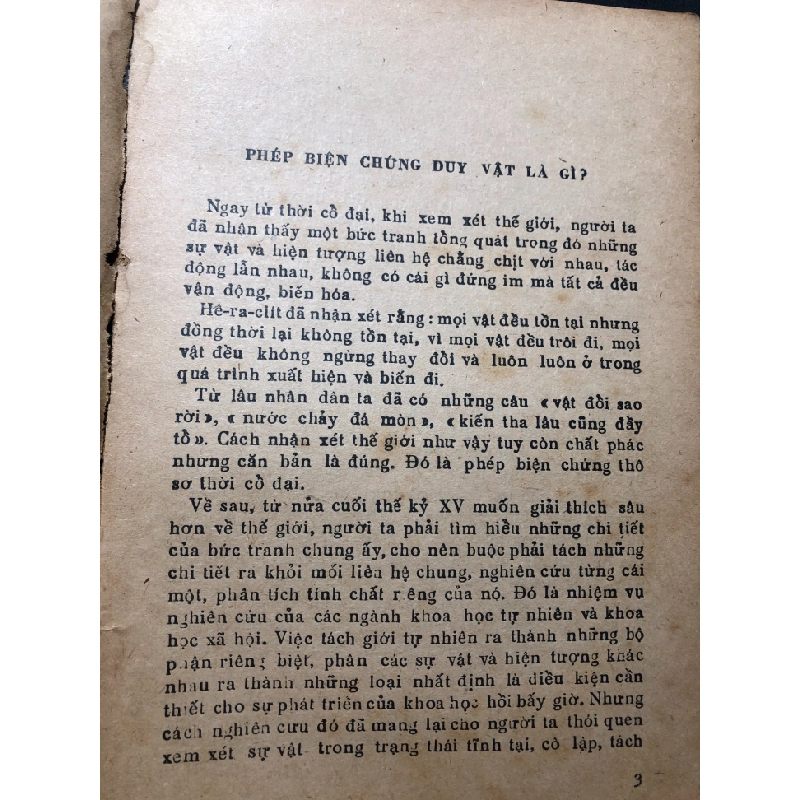 PHÉP BIỆN CHỨNG DUY VẬT LÀ GÌ?
Ngay từ thời cổ đại, khi xem xét thế giới, người ta
đã nhận thấy một bức tranh tổng quát trong đó những
sự vật và hiện tượng liên hệ chằng chịt với nhau, tác
động lẫn nhau, không có cái gì đứng im mà tất cả đều
vận động, biến hóa.
Hê-ra-clit đã nhận xét rằng : mọi vật đều tồn tại nhưng
đồng thời lại không tồn tại, vì mọi vật đều trôi đi, mọi
vật đều không ngừng thay đổi và luôn luôn ở trong
quá trình xuất hiện và biến đi.
Từ lâu nhân dân ta đã có những câu « vật đổi sao
rời », « nước chảy đá mòn », « kiến tha lâu cũng đầy
tổ ». Cách nhận xét thế giới như vậy tuy còn chất phác
nhưng căn bản là đúng. Đó là phép biện chứng thô
sơ thời cổ đại.
Về sau, từ nửa cuối thế kỷ XV muốn giải thích sâu
hơn về thế giới, người ta phải tìm hiểu những chi tiết
của bức tranh chung ấy, cho nên buộc phải tách những
chi tiết ra khỏi mối liên hệ chung, nghiên cứu từng cái
một, phân tích tính chất riêng của nó. Đó là nhiệm vụ
nghiên cứu của các ngành khoa học tự nhiên và khoa
học xã hội. Việc tách giới tự nhiên ra thành những bộ
phận riêng biệt, phân các sự vật và hiện tượng khác
nhau ra thành những loại nhất định là điều kiện cần
thiết cho sự phát triển của khoa học hồi bấy giờ. Nhưng
cách nghiên cứu đó đã mang lại cho người ta thói quen
xem xét sự vật trong trạng thái tĩnh tại, cô lập, tách
3